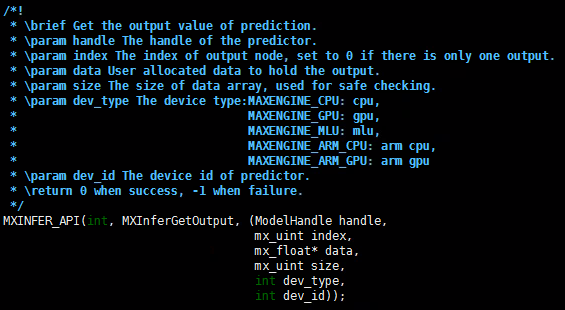 /*!
 * \brief Get the output value of prediction.
 * \param handle The handle of the predictor.
 * \param index The index of output node, set to 0 if there is only one output.
 * \param data User allocated data to hold the output.
 * \param size The size of data array, used for safe checking.
 * \param dev_type The device type:MAXENGINE_CPU: cpu,
 *                                 MAXENGINE_GPU: gpu,
 *                                 MAXENGINE_MLU: mlu,
 *                                 MAXENGINE_ARM_CPU: arm cpu,
 *                                 MAXENGINE_ARM_GPU: arm gpu
 * \param dev_id The device id of predictor.
 * \return 0 when success, -1 when failure.
 */
MXINFER_API(int, MXInferGetOutput, (ModelHandle handle,
                                    mx_uint index,
                                    mx_float* data,
                                    mx_uint size,
                                    int dev_type,
                                    int dev_id));